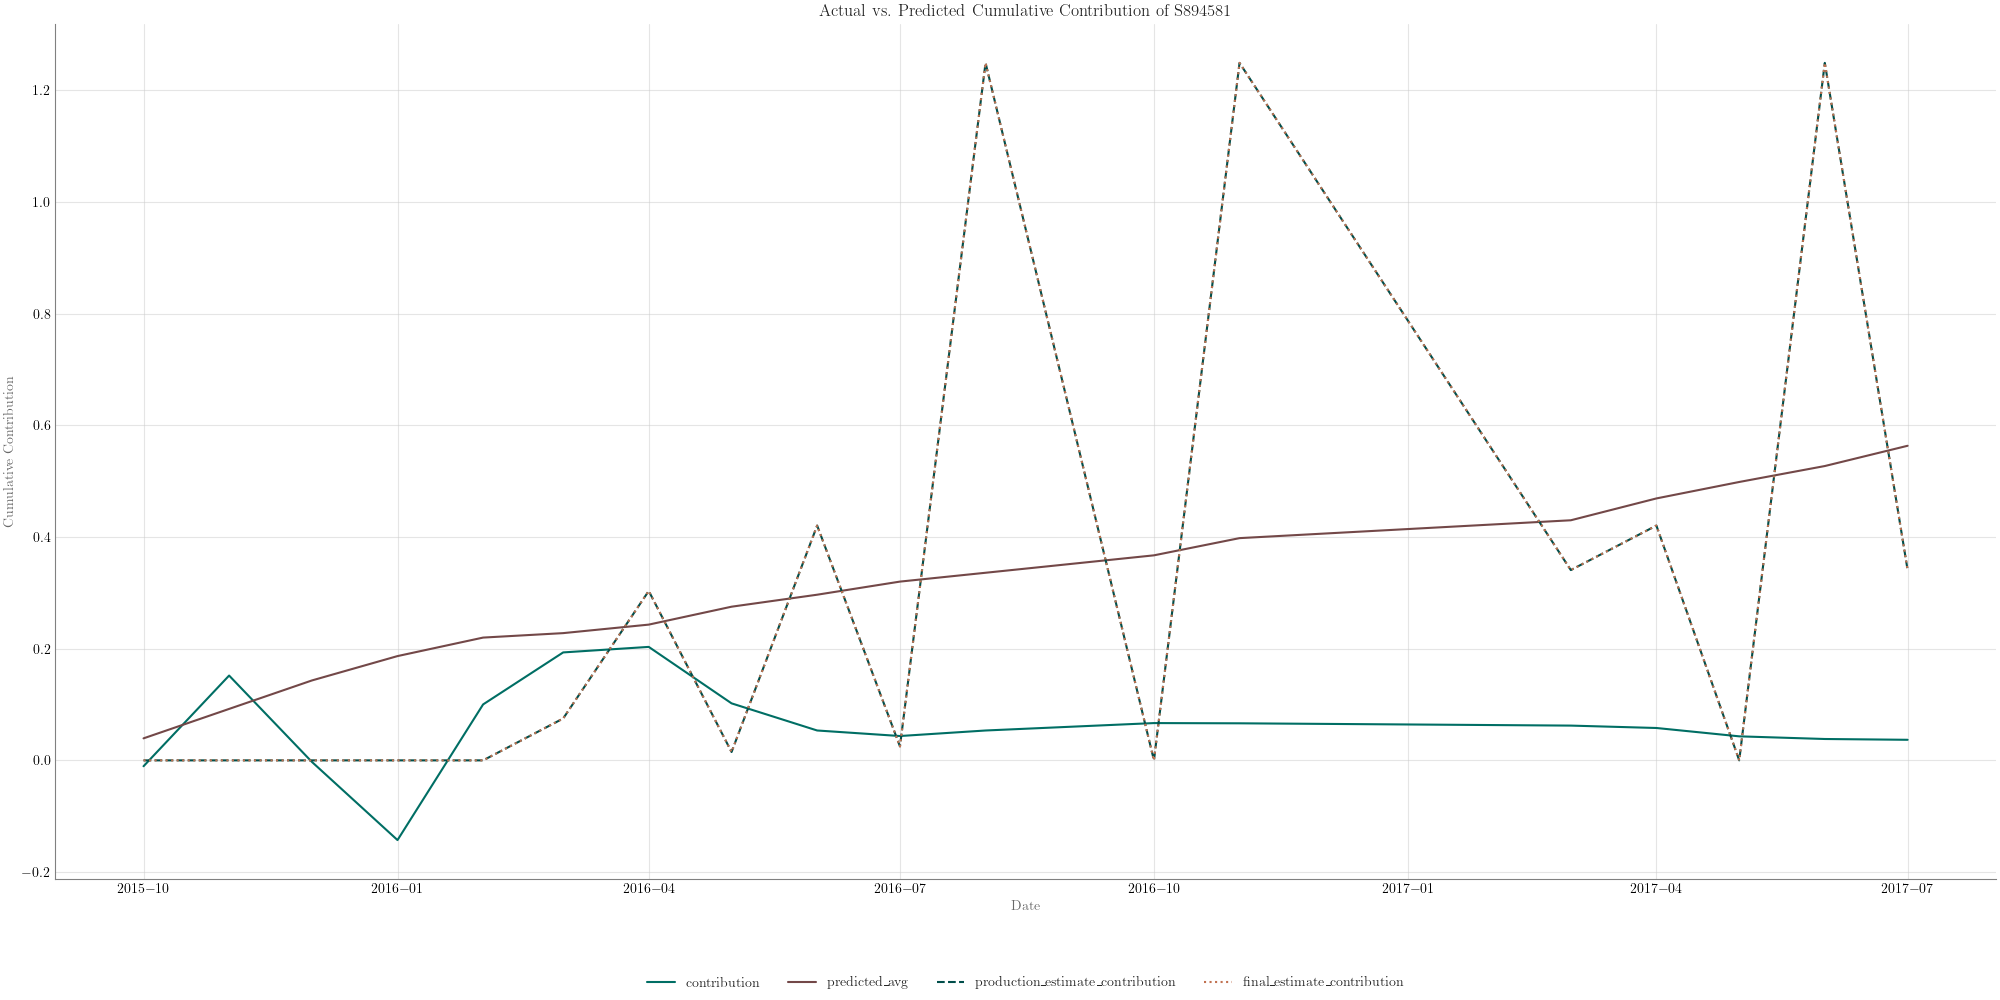 Actual vs. Predicted Cumulative Contribution of S894581
1.2
1.0
0.8
0.6
0.4
0.2
0.0
−0.2
Cumulative Contribution
2015−10 2016−01 2016−04 2016−07 2016−10 2017−01 2017−04 2017−07
Date
contribution predicted_avg production_estimate_contribution final_estimate_contribution